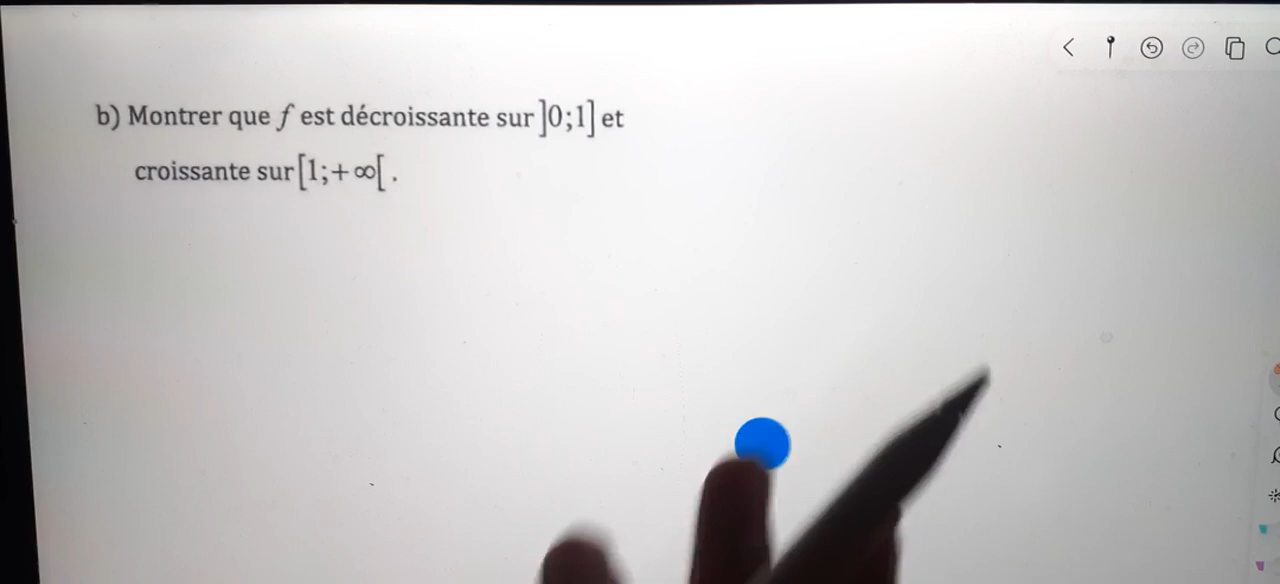 b) Montrer que f est décroissante sur ]0;1] et
croissante sur [1;+∞[ .